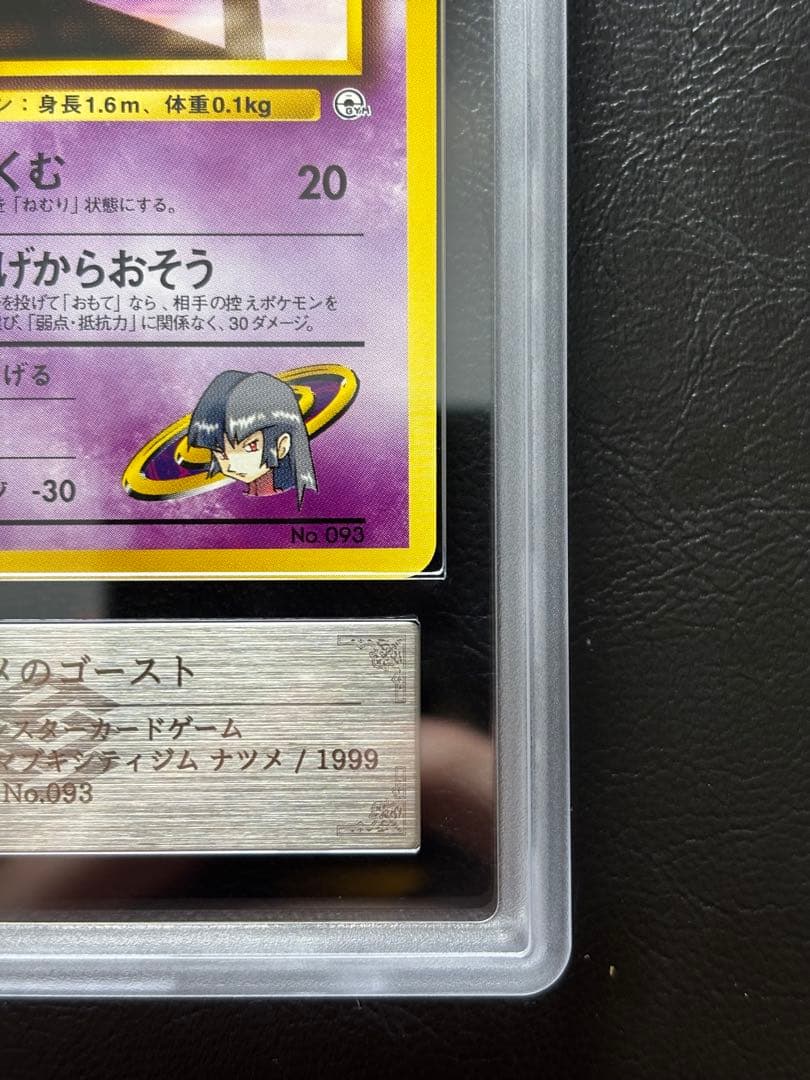 ン：身長1.6m、体重0.1kg
GYM
くむ 20
を「ねむり」状態にする。
げからおそう
を投げて「おもて」なら、相手の控えポケモンを
び、「弱点・抵抗力」に関係なく、30ダメージ。
げる
-30
No. 093
メのゴースト
ンスターカードゲーム
マブキシティジム ナツメ / 1999
No.093